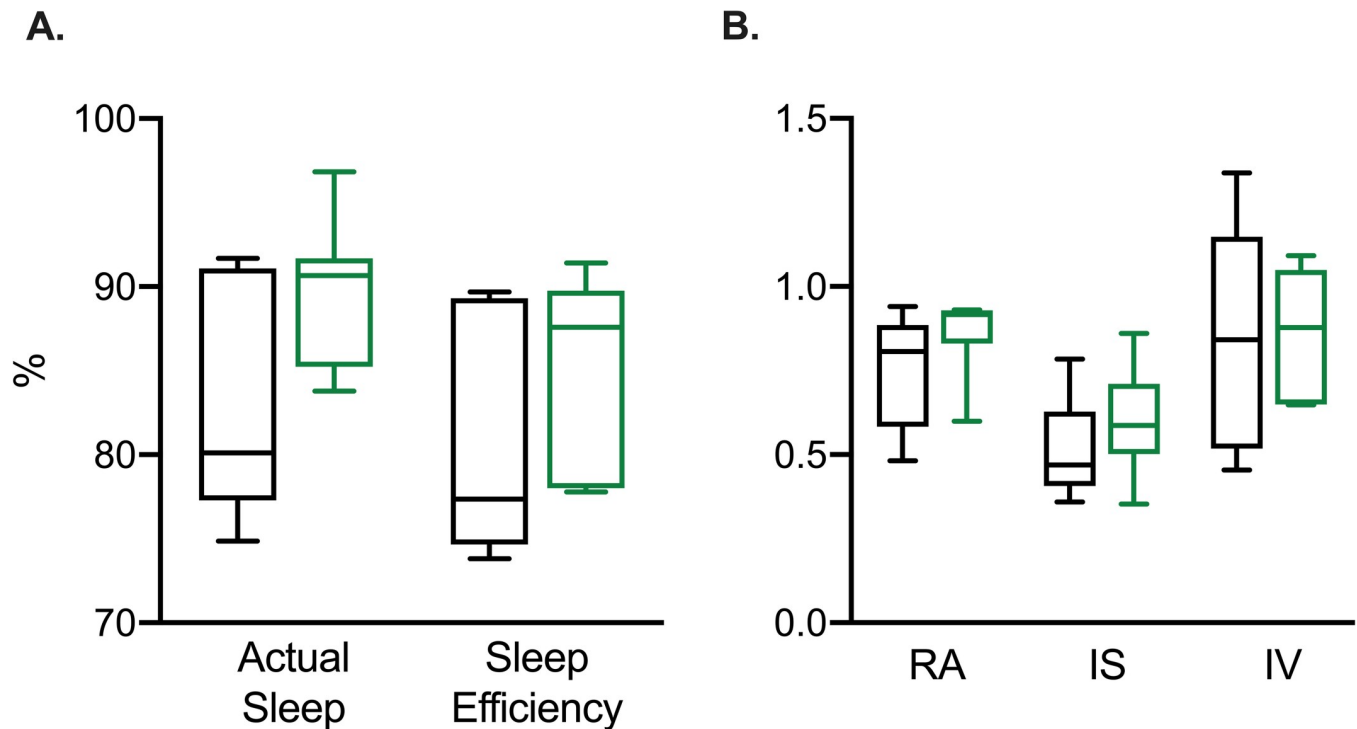 A.
100
90
80
70
%
Actual
Sleep
Sleep
Efficiency
B.
1.5
1.0
0.5
0.0
RA
IS
IV